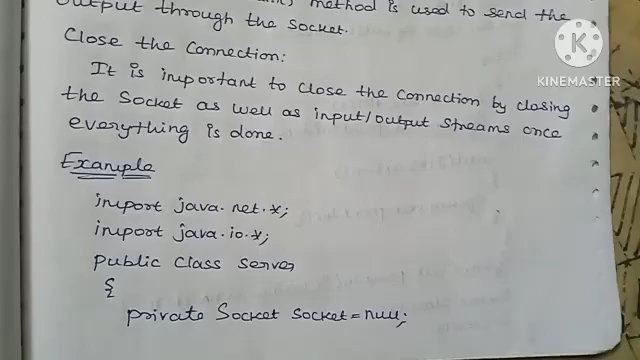 method is used to send the
output through the Socket.
Close the Connection:
It is important to close the Connection by closing
the Socket as well as input/output streams once
everything is done.
Example
import java.net.*;
import java.io.*;
public class server
{
private Socket socket=null;
K
KINEMASTER